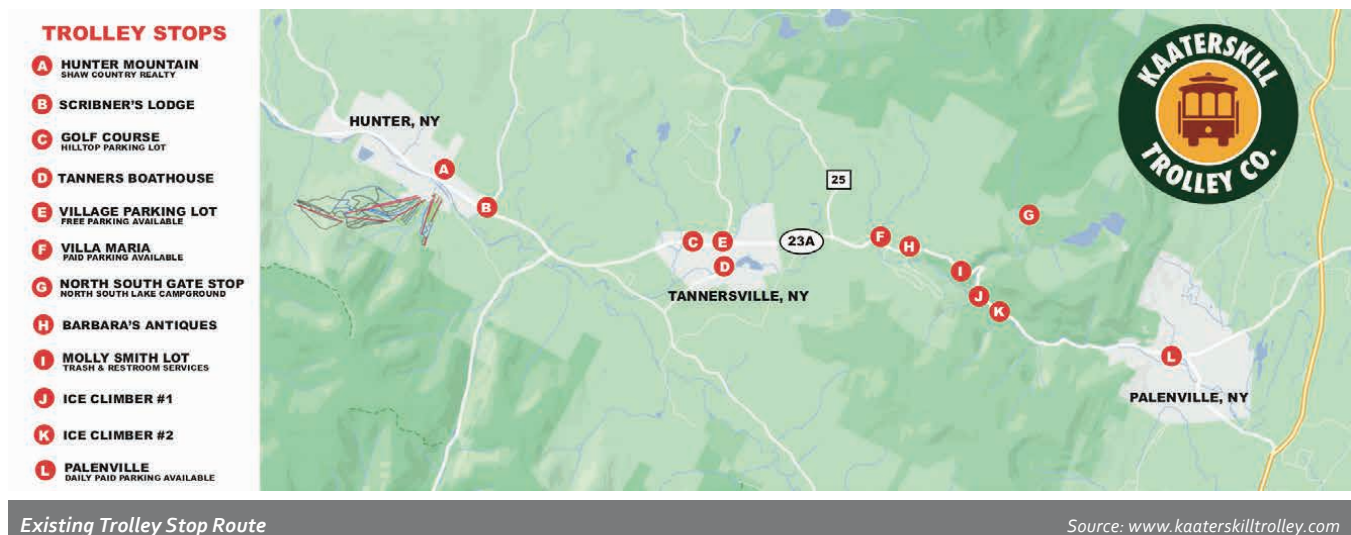 TROLLEY STOPS
A HUNTER MOUNTAIN
SHAW COUNTRY REALTY
B SCRIBNER'S LODGE
C GOLF COURSE
HILLTOP PARKING LOT
D TANNERS BOATHOUSE
E VILLAGE PARKING LOT
FREE PARKING AVAILABLE
F VILLA MARIA
PAID PARKING AVAILABLE
G NORTH SOUTH GATE STOP
NORTH SOUTH LAKE CAMPGROUND
H BARBARA'S ANTIQUES
I MOLLY SMITH LOT
TRASH & RESTROOM SERVICES
J ICE CLIMBER #1
K ICE CLIMBER #2
L PALENVILLE
DAILY PAID PARKING AVAILABLE
HUNTER, NY
A
B
C
E
D
TANNERSVILLE, NY
23A
25
F
H
G
I
J
K
L
PALENVILLE, NY
KAATERSKILL
TROLLEY CO.
Existing Trolley Stop Route
Source: www.kaaterskilltrolley.com